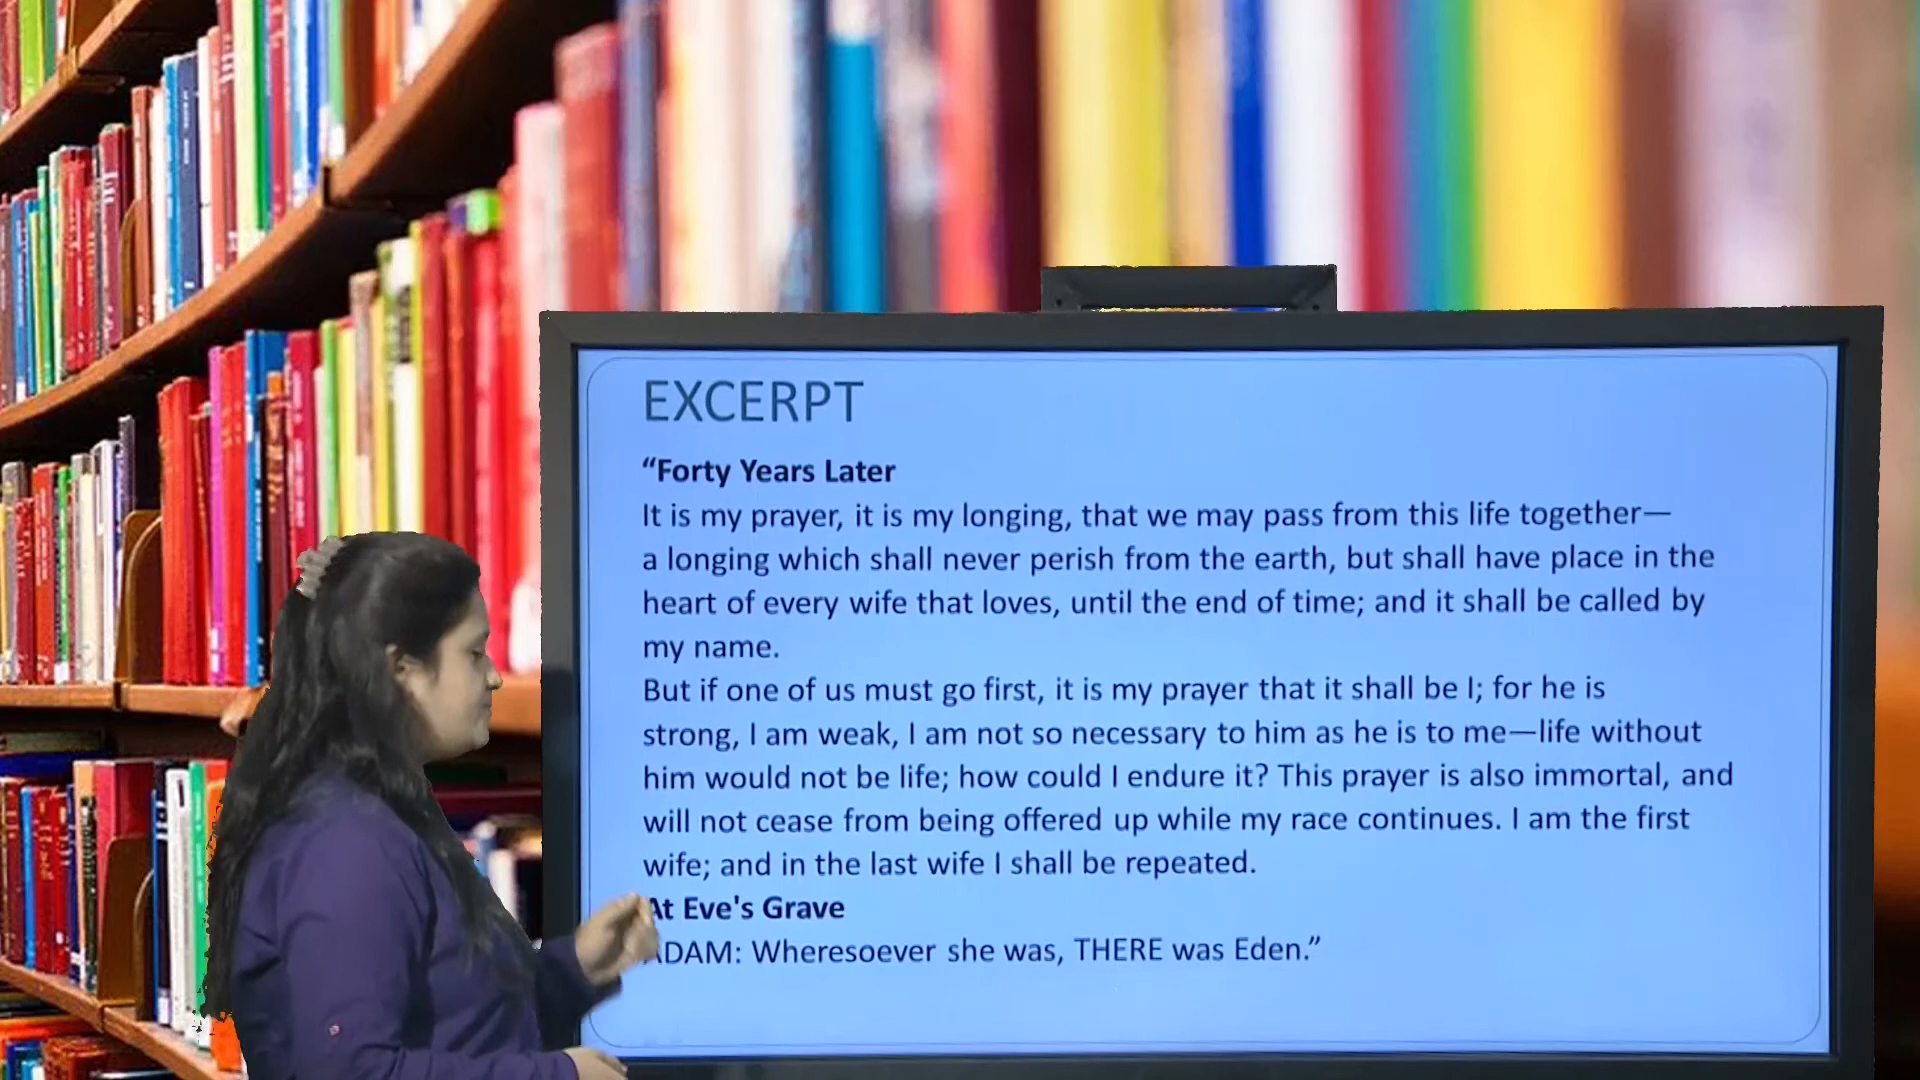 EXCERPT
“Forty Years Later
It is my prayer, it is my longing, that we may pass from this life together—
a longing which shall never perish from the earth, but shall have place in the
heart of every wife that loves, until the end of time; and it shall be called by
my name.
But if one of us must go first, it is my prayer that it shall be I; for he is
strong, I am weak, I am not so necessary to him as he is to me—life without
him would not be life; how could I endure it? This prayer is also immortal, and
will not cease from being offered up while my race continues. I am the first
wife; and in the last wife I shall be repeated.
At Eve's Grave
ADAM: Wheresoever she was, THERE was Eden.”